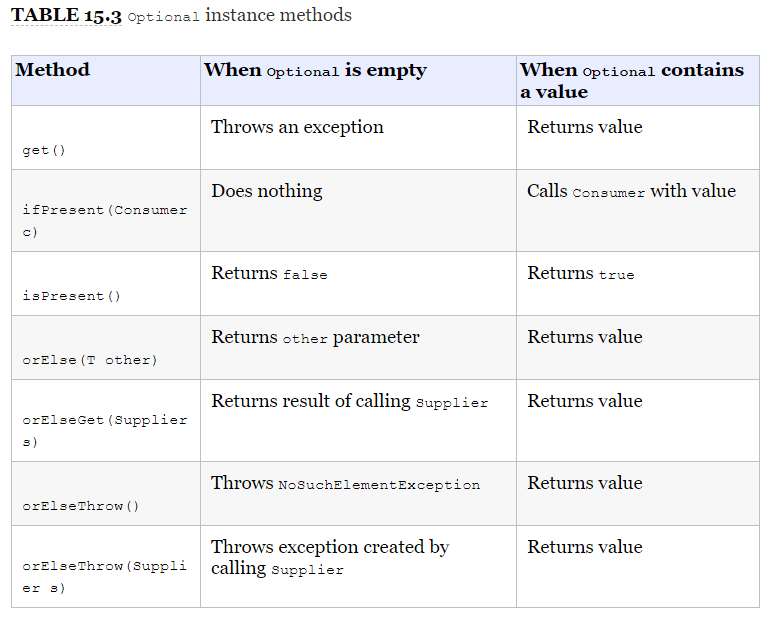 TABLE 15.3 Optional instance methods
Method
When Optional is empty
When Optional contains
a value
get()
Throws an exception
Returns value
ifPresent(Consumer
c)
Does nothing
Calls Consumer with value
isPresent()
Returns false
Returns true
orElse(T other)
Returns other parameter
Returns value
orElseGet(Supplier
s)
Returns result of calling Supplier
Returns value
orElseThrow()
Throws NoSuchElementException
Returns value
orElseThrow(Suppli
er s)
Throws exception created by
calling Supplier
Returns value